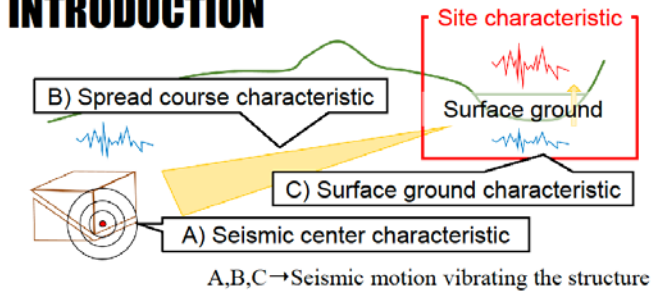 INTRODUCTION
Site characteristic
B) Spread course characteristic
Surface ground
C) Surface ground characteristic
A) Seismic center characteristic
A,B,C→Seismic motion vibrating the structure